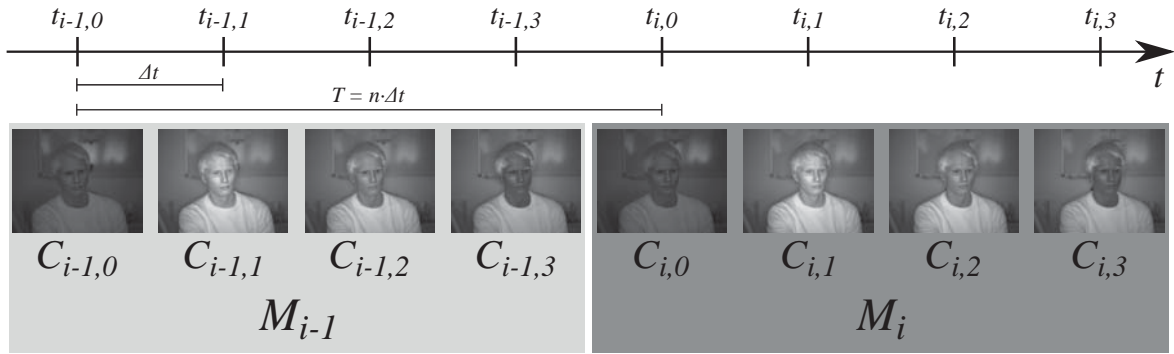 t_{i-1,0} t_{i-1,1} t_{i-1,2} t_{i-1,3} t_{i,0} t_{i,1} t_{i,2} t_{i,3}
Δt
t
T = n·Δt
C_{i-1,0} C_{i-1,1} C_{i-1,2} C_{i-1,3} C_{i,0} C_{i,1} C_{i,2} C_{i,3}
M_{i-1} M_i